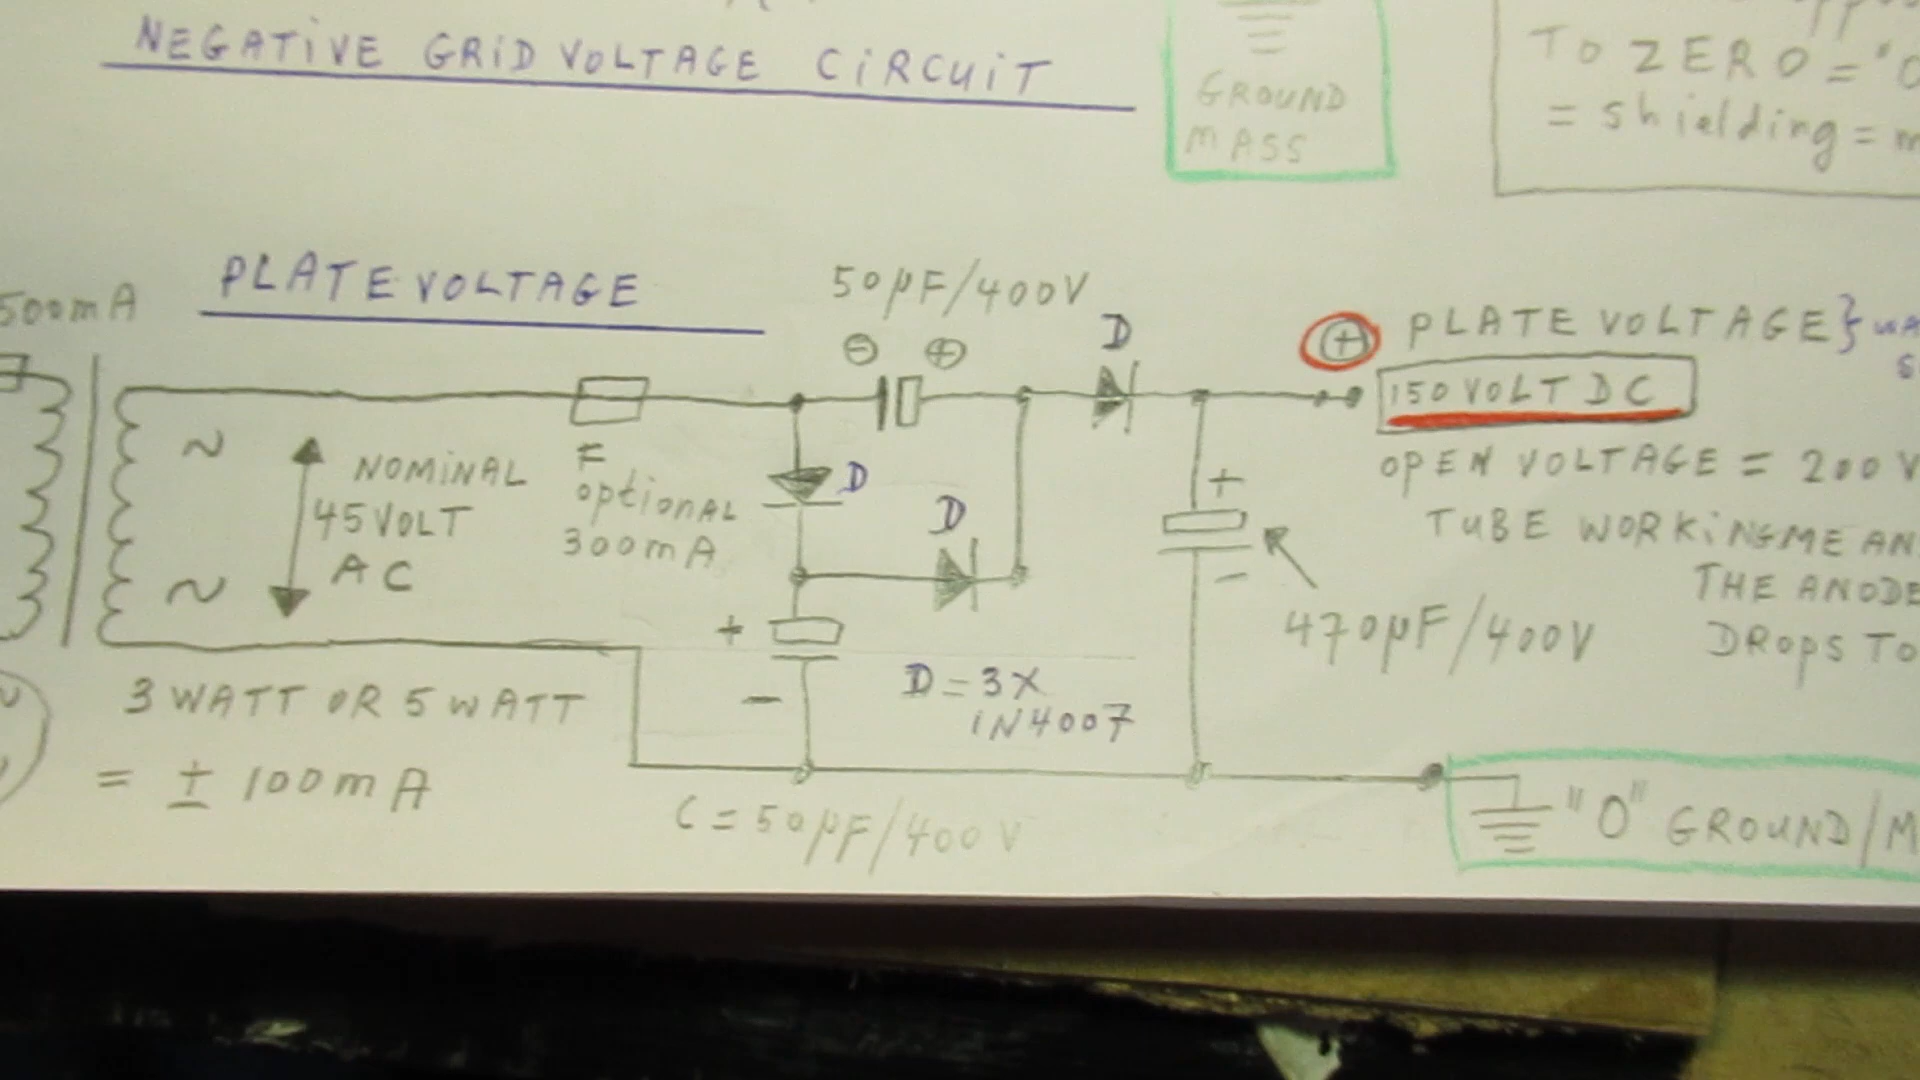 NEGATIVE GRID VOLTAGE CIRCUIT
GROUND
MASS
TO ZERO =
= shielding =
500mA
PLATE VOLTAGE
50µF/400V
⊖ ⊕
D
⊕ PLATE VOLTAGE}
150 VOLT DC
OPEN VOLTAGE = 200 V
TUBE WORKING MEAN
THE ANODE
DROPS TO
~
~
NOMINAL
45 VOLT
AC
F
optional
300mA
D
D
+
-
+
-
470µF/400V
D = 3X
1N4007
3 WATT OR 5 WATT
= ± 100mA
C = 50µF/400V
"0" GROUND/M